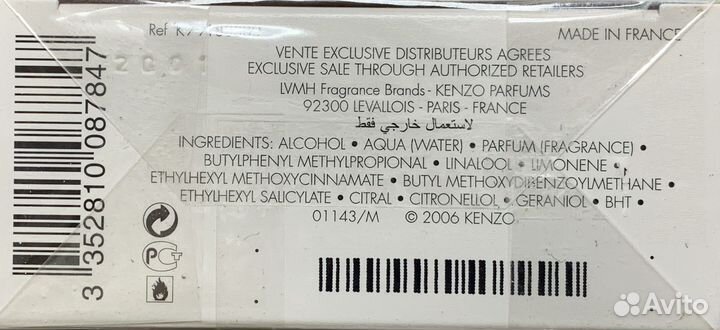 Ref
MADE IN FRANCE
VENTE EXCLUSIVE DISTRIBUTEURS AGREES
EXCLUSIVE SALE THROUGH AUTHORIZED RETAILERS
LVMH Fragrance Brands - KENZO PARFUMS
92300 LEVALLOIS - PARIS - FRANCE
لاستعمال خارجي فقط
INGREDIENTS: ALCOHOL • AQUA (WATER) • PARFUM (FRAGRANCE) •
BUTYLPHENYL METHYLPROPIONAL • LINALOOL • LIMONENE •
ETHYLHEXYL METHOXYCINNAMATE • BUTYL METHOXYDIBENZOYLMETHANE •
ETHYLHEXYL SALICYLATE • CITRAL • CITRONELLOL • GERANIOL • BHT •
01143/M • © 2006 KENZO
3 352810 087847
Avito